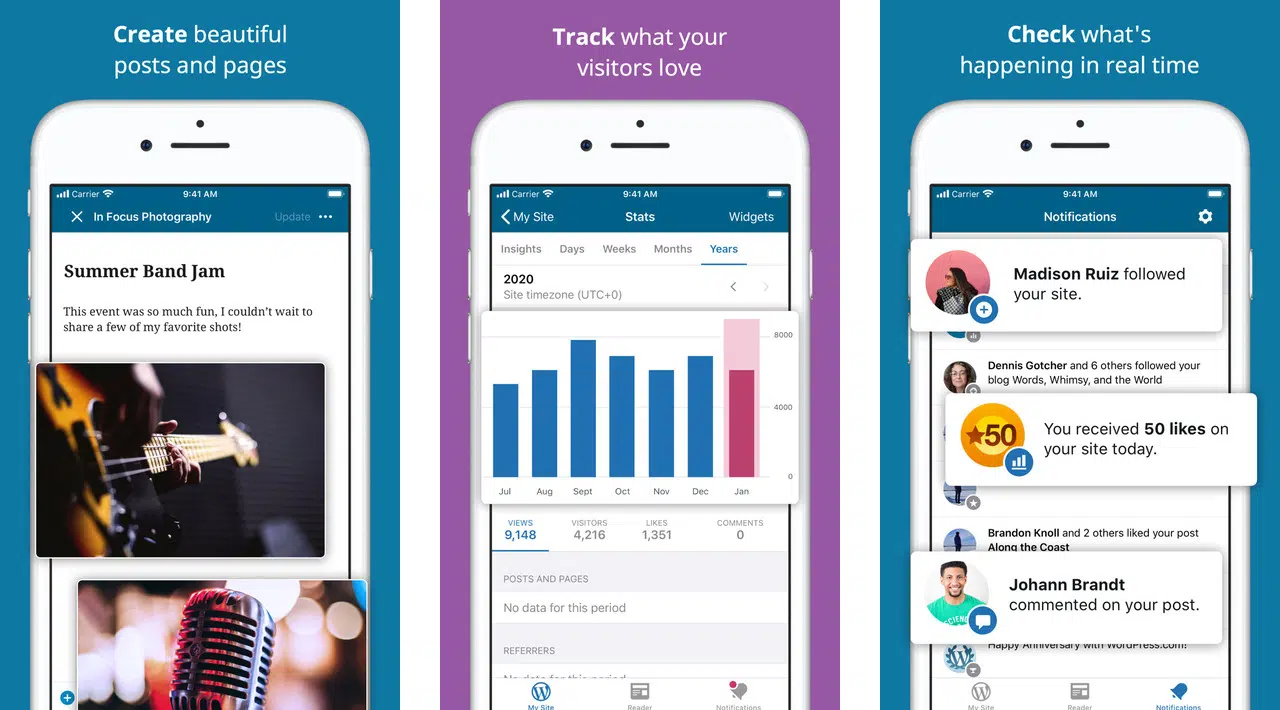 Create beautiful
posts and pages
Carrier
9:41 AM
In Focus Photography
Update
Summer Band Jam
This event was so much fun, I couldn't wait to
share a few of my favorite shots!
Track what your
visitors love
Carrier
9:41 AM
My Site
Stats
Widgets
Insights
Days
Weeks
Months
Years
2020
Site timezone (UTC+0)
8000
4000
0
Jul
Aug
Sept
Oct
Nov
Dec
Jan
VIEWS
VISITORS
LIKES
COMMENTS
9,148
4,216
1,351
0
POSTS AND PAGES
No data for this period
REFERRERS
No data for this period
My Site
Reader
Notifications
Check what's
happening in real time
Carrier
9:41 AM
Notifications
Madison Ruiz followed
your site.
Dennis Gotcher and 6 others followed your
blog Words, Whimsy, and the World
50
You received 50 likes on
your site today.
Brandon Knoll and 2 others liked your post
Along the Coast
Johann Brandt
commented on your post.
Happy Anniversary with WordPress.com!
My Site
Reader
Notifications